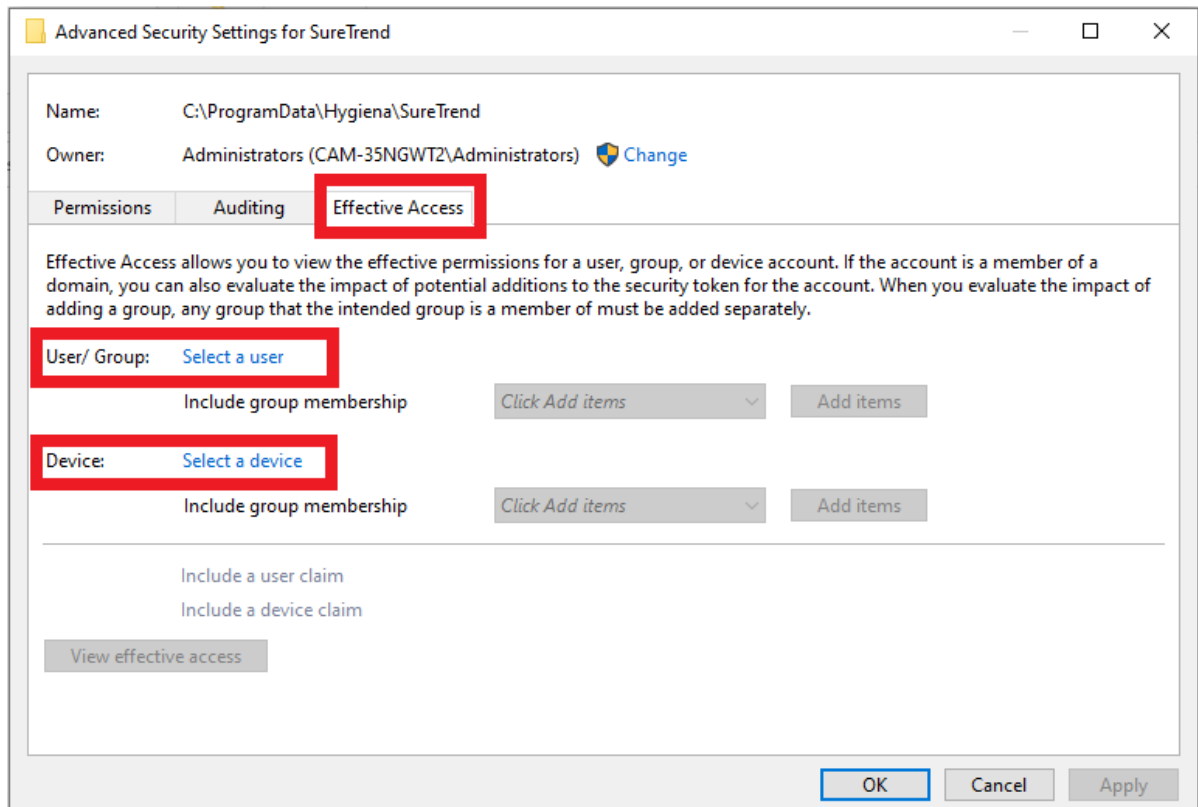 Advanced Security Settings for SureTrend
Name: C:\ProgramData\Hygiena\SureTrend
Owner: Administrators (CAM-35NGWT2\Administrators) Change
Permissions Auditing Effective Access
Effective Access allows you to view the effective permissions for a user, group, or device account. If the account is a member of a
domain, you can also evaluate the impact of potential additions to the security token for the account. When you evaluate the impact of
adding a group, any group that the intended group is a member of must be added separately.
User/ Group: Select a user
Include group membership Click Add items Add items
Device: Select a device
Include group membership Click Add items Add items
Include a user claim
Include a device claim
View effective access
OK Cancel Apply